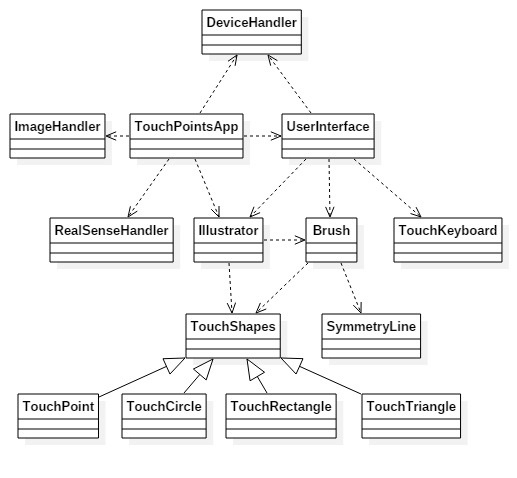 DeviceHandler
ImageHandler
TouchPointsApp
UserInterface
RealSenseHandler
Illustrator
Brush
TouchKeyboard
TouchShapes
SymmetryLine
TouchPoint
TouchCircle
TouchRectangle
TouchTriangle